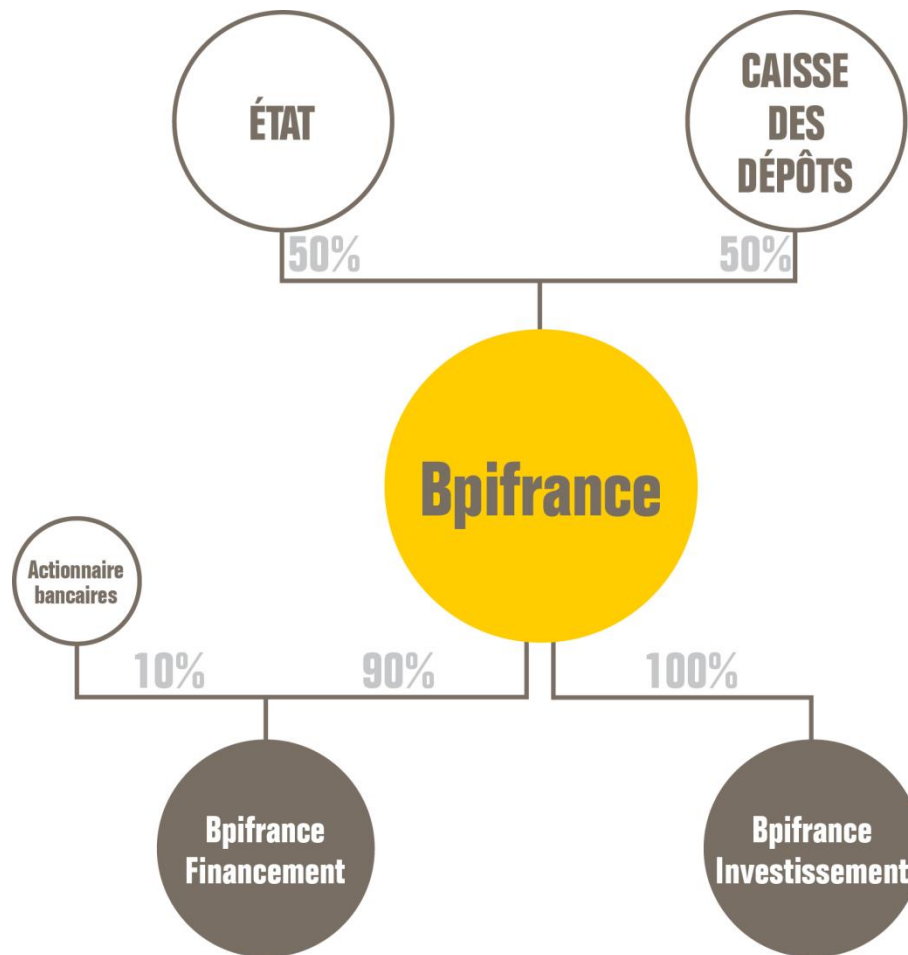 ÉTAT
CAISSE
DES
DÉPÔTS
50%
50%
Bpifrance
Actionnaire
bancaires
10%
90%
100%
Bpifrance
Financement
Bpifrance
Investissement